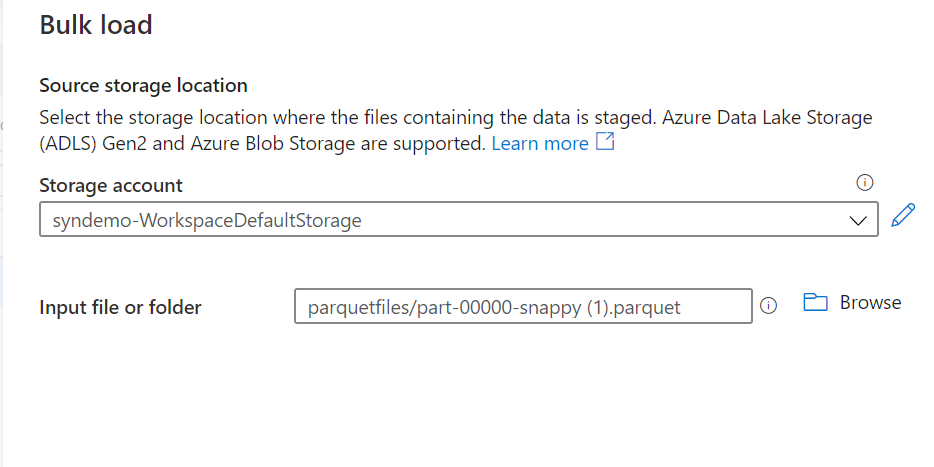 Bulk load
Source storage location
Select the storage location where the files containing the data is staged. Azure Data Lake Storage
(ADLS) Gen2 and Azure Blob Storage are supported. Learn more
Storage account
syndemo-WorkspaceDefaultStorage
Input file or folder
parquetfiles/part-00000-snappy (1).parquet
Browse